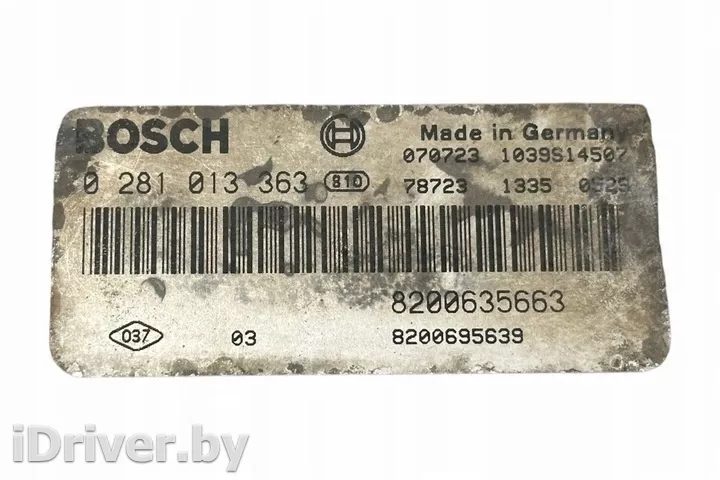 BOSCH
Made in Germany
070723 1039S14507
0 281 013 363 810
78723 1335 0529
8200635663
037 03 8200695639
iDriver.by